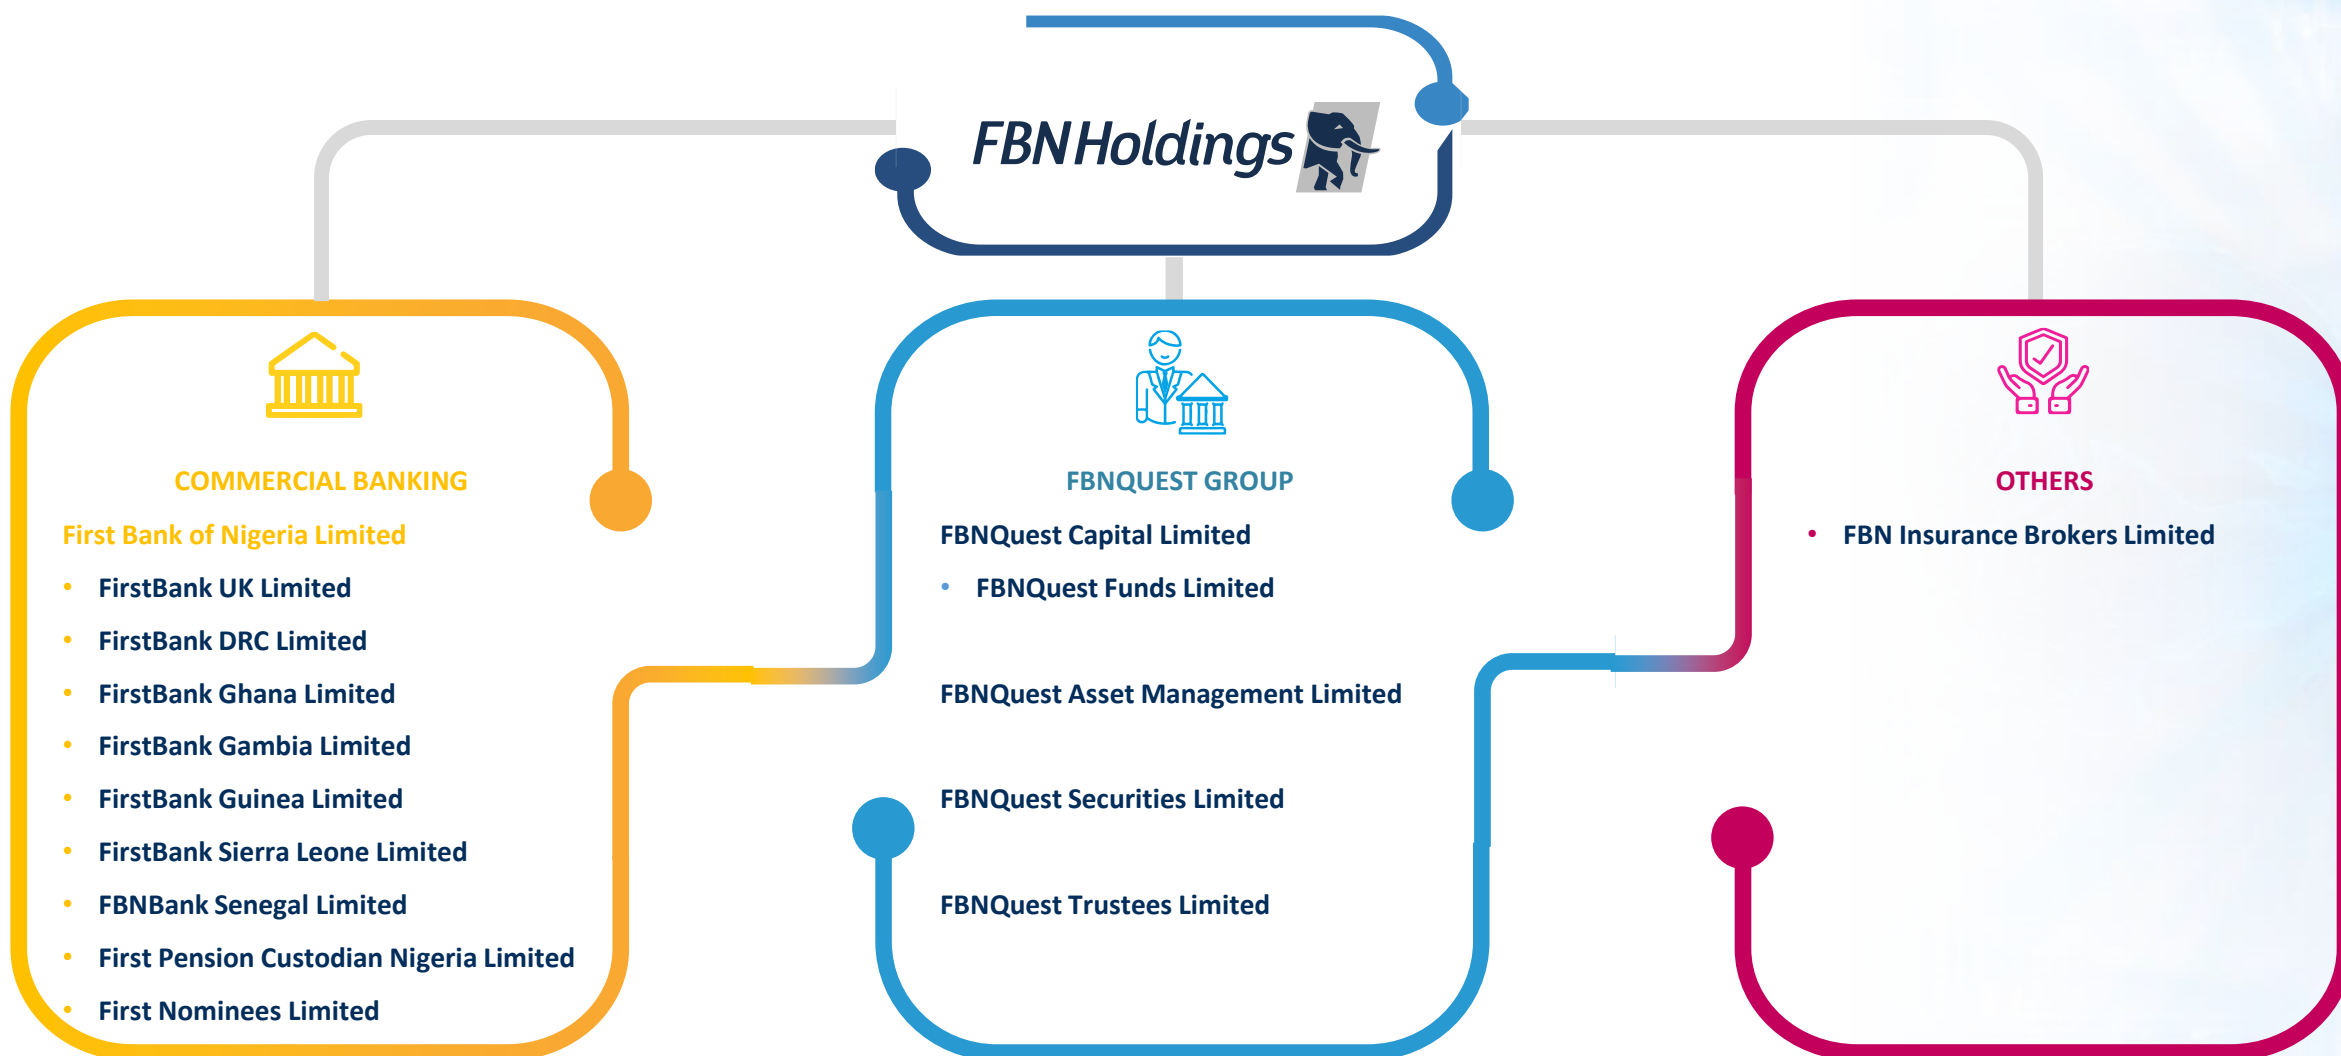 FBNHoldings
COMMERCIAL BANKING
First Bank of Nigeria Limited
• FirstBank UK Limited
• FirstBank DRC Limited
• FirstBank Ghana Limited
• FirstBank Gambia Limited
• FirstBank Guinea Limited
• FirstBank Sierra Leone Limited
• FBNBank Senegal Limited
• First Pension Custodian Nigeria Limited
• First Nominees Limited
FBNQUEST GROUP
FBNQuest Capital Limited
• FBNQuest Funds Limited
FBNQuest Asset Management Limited
FBNQuest Securities Limited
FBNQuest Trustees Limited
OTHERS
• FBN Insurance Brokers Limited